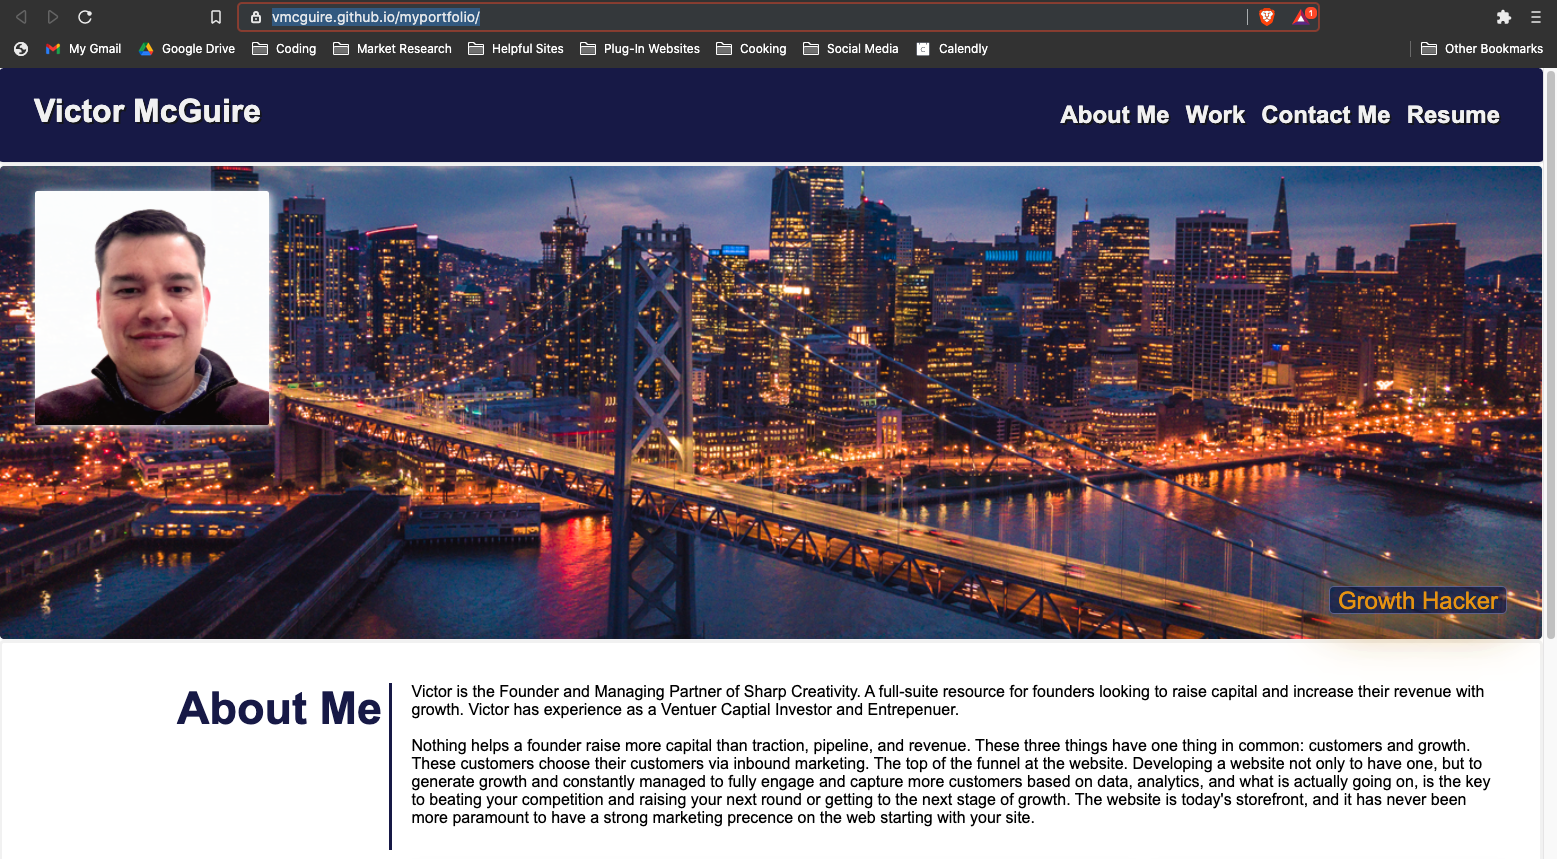 vmcguire.github.io/myportfolio/
1
My Gmail Google Drive Coding Market Research Helpful Sites Plug-In Websites Cooking Social Media C Calendly Other Bookmarks
Victor McGuire
About Me Work Contact Me Resume
Growth Hacker
About Me
Victor is the Founder and Managing Partner of Sharp Creativity. A full-suite resource for founders looking to raise capital and increase their revenue with
growth. Victor has experience as a Ventuer Captial Investor and Entrepenuer.
Nothing helps a founder raise more capital than traction, pipeline, and revenue. These three things have one thing in common: customers and growth.
These customers choose their customers via inbound marketing. The top of the funnel at the website. Developing a website not only to have one, but to
generate growth and constantly managed to fully engage and capture more customers based on data, analytics, and what is actually going on, is the key
to beating your competition and raising your next round or getting to the next stage of growth. The website is today's storefront, and it has never been
more paramount to have a strong marketing precence on the web starting with your site.